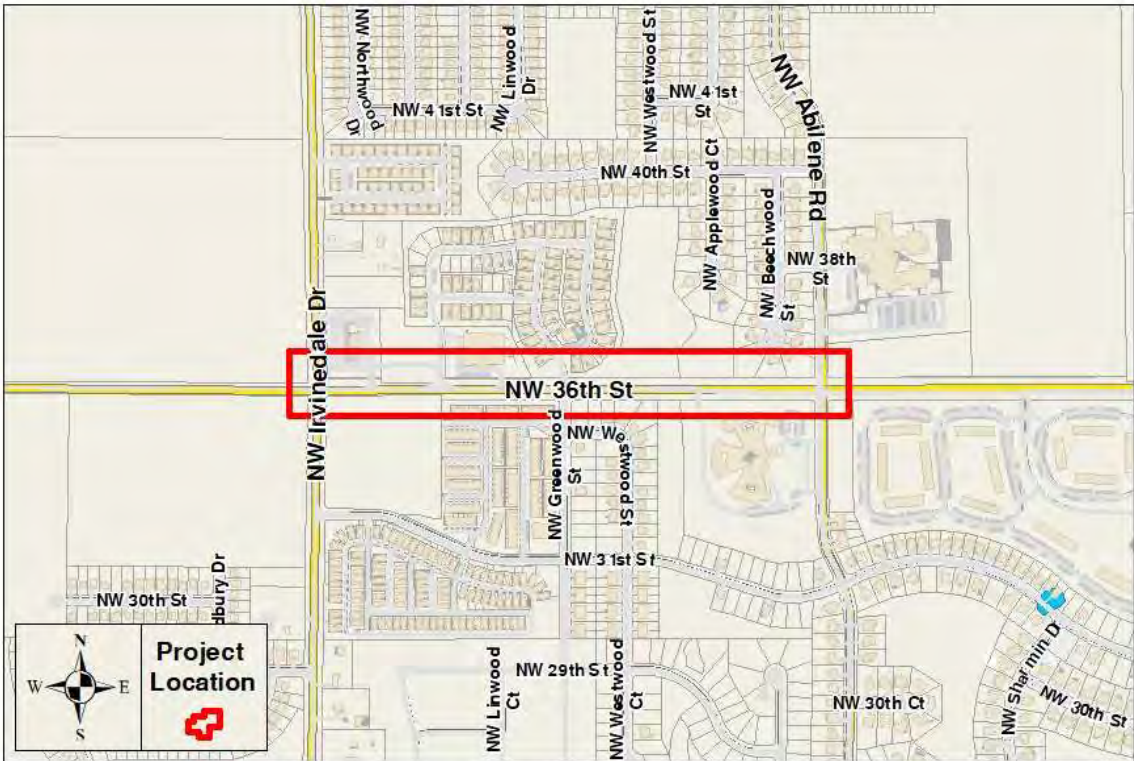 NW Northwood
Dr
NW 41st St
NW Linwood
Dr
NW Westwood St
NW 41st
St
NW Abilene Rd
NW 40th St
NW Applewood Ct
NW Beechwood
St
NW 38th
St
NW Irvinedale Dr
NW 36th St
NW Greenwood
St
NW Westwood St
NW 31st St
NW 30th St
dbury Dr
NW Linwood
Ct
NW 29th St
NW Westwood
Ct
NW 30th Ct
NW Sharmin D
NW 30th St
N
W
E
S
Project
Location